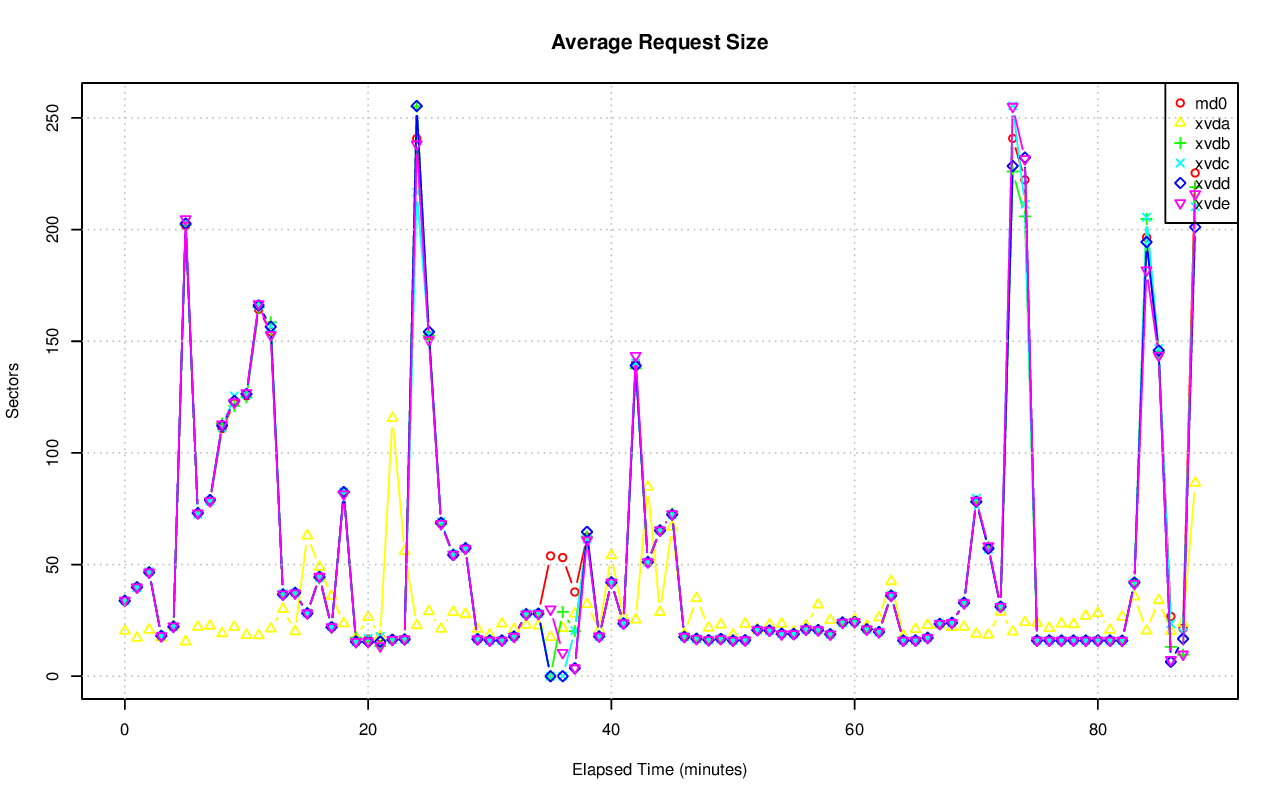 Average Request Size
Sectors
250
200
150
100
50
0
0 20 40 60 80
Elapsed Time (minutes)
md0
xvda
xvdb
xvdc
xvdd
xvde